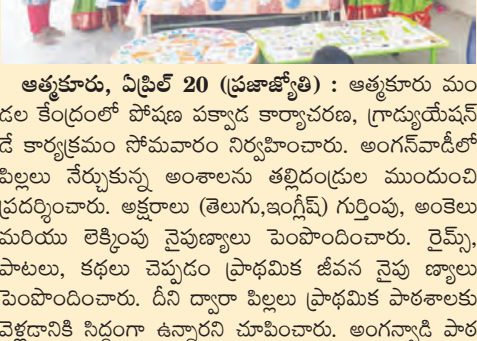 ఆత్మకూరు, ఏప్రిల్ 20 (ప్రజాజ్యోతి) : ఆత్మకూరు మం
డల కేంద్రంలో పోషణ పక్వాడ కార్యాచరణ, గ్రాడ్యుయేషన్
డే కార్యక్రమం సోమవారం నిర్వహించారు. అంగన్‌వాడీలో
పిల్లలు నేర్చుకున్న అంశాలను తల్లిదండ్రుల ముందుంచి
ప్రదర్శించారు. అక్షరాలు (తెలుగు,ఇంగ్లీష్) గుర్తింపు, అంకెలు
మరియు లెక్కింపు నైపుణ్యాలు పెంపొందించారు. రైమ్స్,
పాటలు, కథలు చెప్పడం ప్రాథమిక జీవన నైపు ణ్యాలు
పెంపొందించారు. దీని ద్వారా పిల్లలు ప్రాథమిక పాఠశాలకు
వెళ్లడానికి సిద్దంగా ఉన్నారని చూపించారు. అంగన్వాడి పాఠ